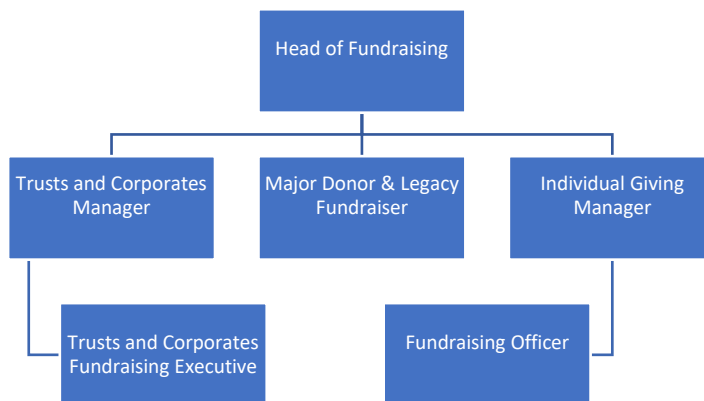 Head of Fundraising
Trusts and Corporates
Manager
Major Donor & Legacy
Fundraiser
Individual Giving
Manager
Trusts and Corporates
Fundraising Executive
Fundraising Officer